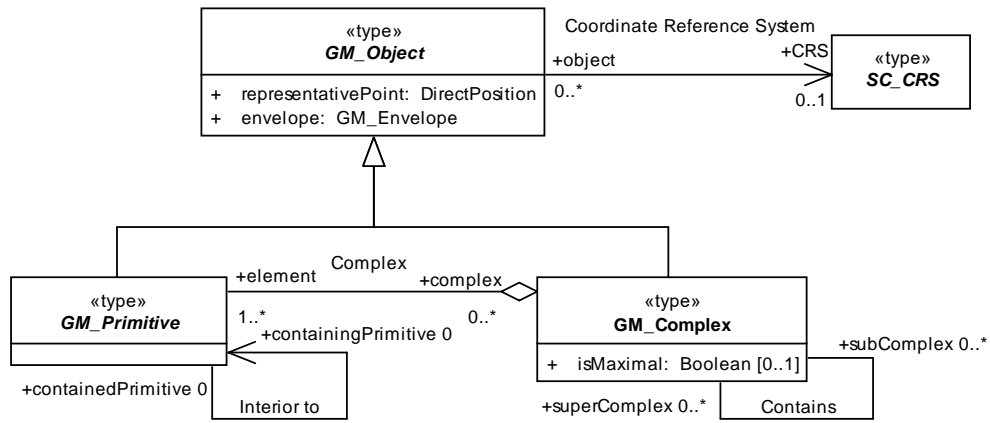 «type»
GM_Object
+ representativePoint: DirectPosition
+ envelope: GM_Envelope
Coordinate Reference System
+object
0..*
+CRS
0..1
«type»
SC_CRS
«type»
GM_Primitive
+element
1..*
Complex
+complex
0..*
«type»
GM_Complex
+ isMaximal: Boolean [0..1]
+containingPrimitive 0
+containedPrimitive 0
Interior to
+subComplex 0..*
+superComplex 0..*
Contains